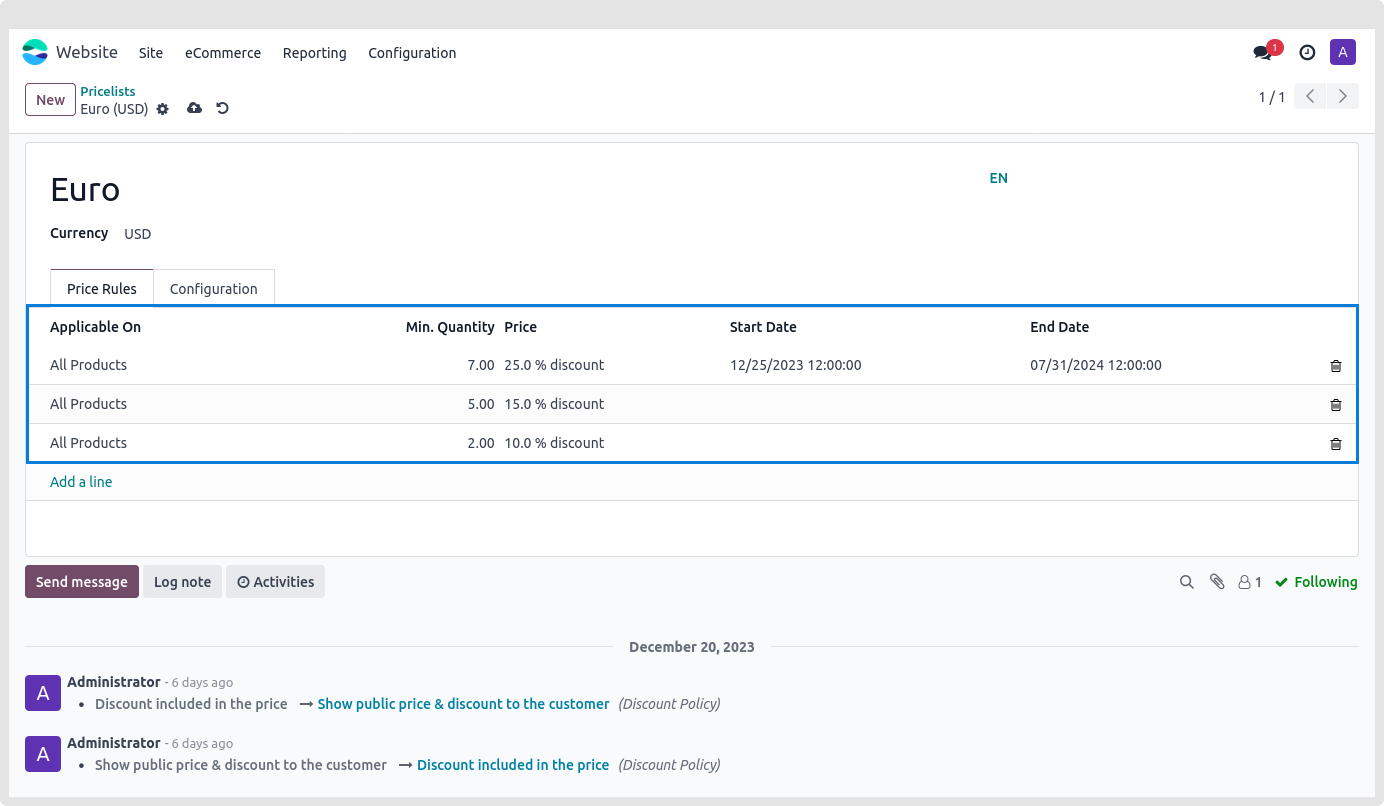 Website Site eCommerce Reporting Configuration 1 A
New Pricelists 1 / 1
Euro (USD)
EN
Euro
Currency USD
Price Rules Configuration
Applicable On Min. Quantity Price Start Date End Date
All Products 7.00 25.0 % discount 12/25/2023 12:00:00 07/31/2024 12:00:00
All Products 5.00 15.0 % discount
All Products 2.00 10.0 % discount
Add a line
Send message Log note Activities 1 Following
December 20, 2023
A Administrator - 6 days ago
• Discount included in the price → Show public price & discount to the customer (Discount Policy)
A Administrator - 6 days ago
• Show public price & discount to the customer → Discount included in the price (Discount Policy)